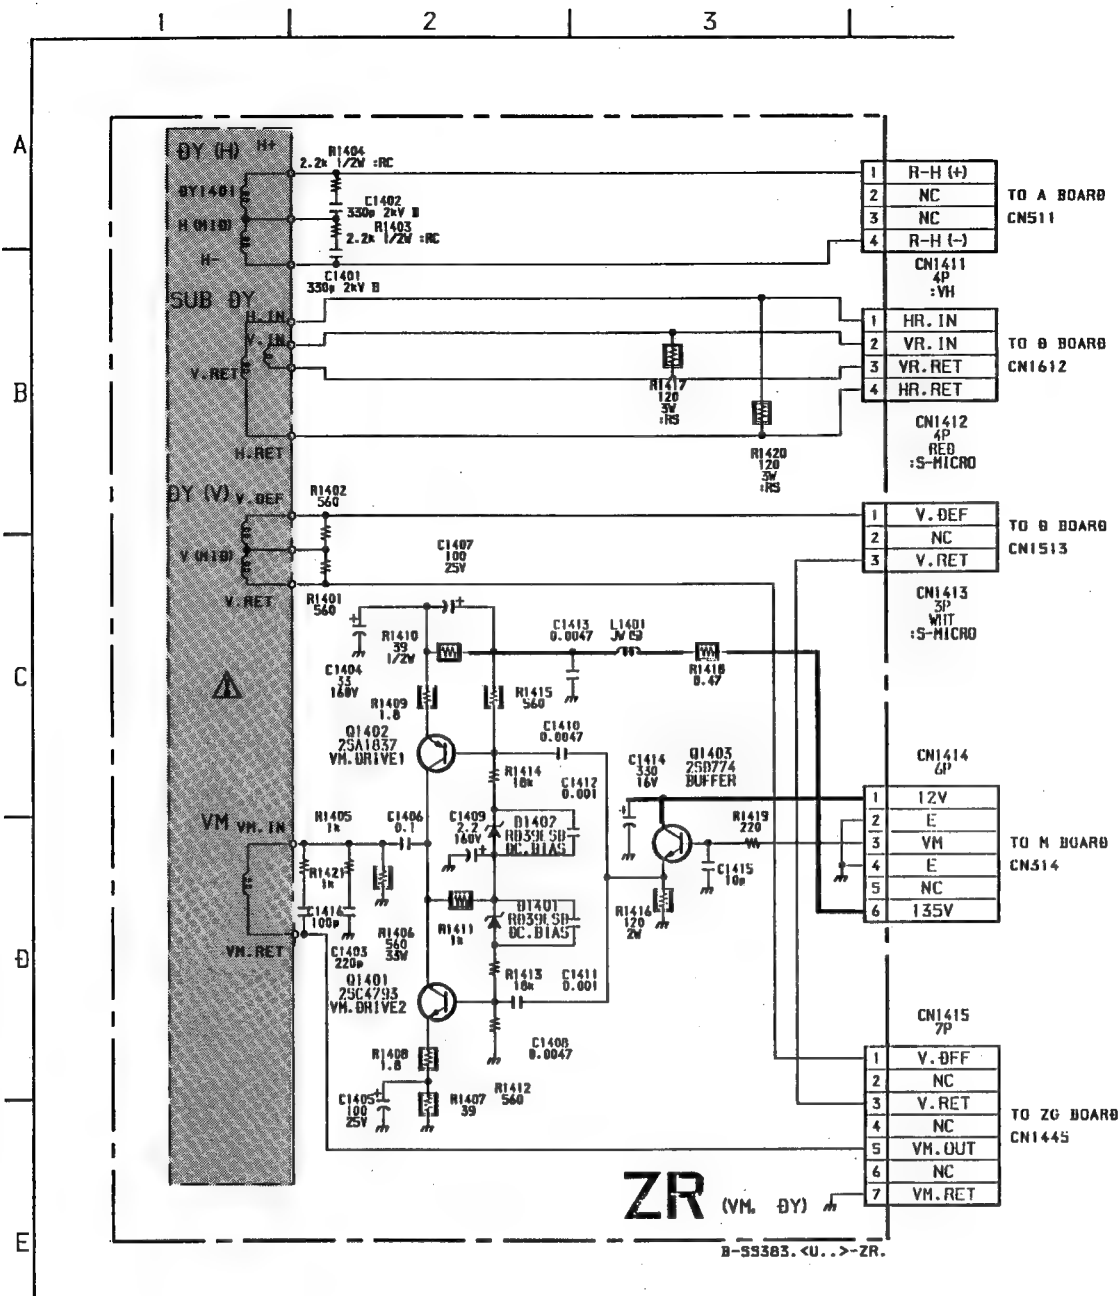 1 2 3
A
B
C
D
E
DY (H) H+
DY1401
H (MID)
H-
R1404
2.2k 1/2W :RC
C1402
330p 2kV B
R1403
2.2k 1/2W :RC
C1401
330p 2kV B
1 R-H (+)
2 NC
3 NC
4 R-H (-)
TO A BOARD
CN511
CN1411
4P
:VH
SUB DY
H.IN
V.IN
V.RET
H.RET
R1417
120
3W
:RS
R1420
120
3W
:RS
1 HR.IN
2 VR.IN
3 VR.RET
4 HR.RET
CN1612
CN1412
4P
RED
:S-MICRO
DY (V) V.DEF
V (MID)
V.RET
R1402
560
R1401
560
1 V.DEF
2 NC
3 V.RET
CN1513
CN1413
3P
WHT
:S-MICRO
C1407
100
25V
R1410
39
1/2W
C1404
33
160V
R1409
1.8
R1415
560
C1413
0.0047
L1401
R1418
0.47
Q1402
2SA1837
VM.DRIVE1
C1410
0.0047
R1414
18k
C1412
0.001
C1414
330
16V
Q1403
2SD774
BUFFER
CN1414
6P
1 12V
2 E
3 VM
4 E
5 NC
6 135V
TO M BOARD
CN314
VM VM.IN
VM.RET
R1405
1k
C1406
0.1
C1409
2.2
160V
D1402
RD39ESB
DC.BIAS
R1419
220
C1415
10p
R1421
1k
C1416
100p
C1403
220p
R1406
560
R1411
1k
D1401
RD39ESB
DC.BIAS
R1416
120
2W
Q1401
2SC4793
VM.DRIVE2
R1413
18k
C1411
0.001
C1408
0.0047
R1408
1.8
C1405
100
25V
R1407
39
R1412
560
CN1415
7P
1 V.DFF
2 NC
3 V.RET
4 NC
5 VM.OUT
6 NC
7 VM.RET
TO ZG BOARD
CN1445
ZR (VM. DY)
B-SS383.<U..>-ZR.